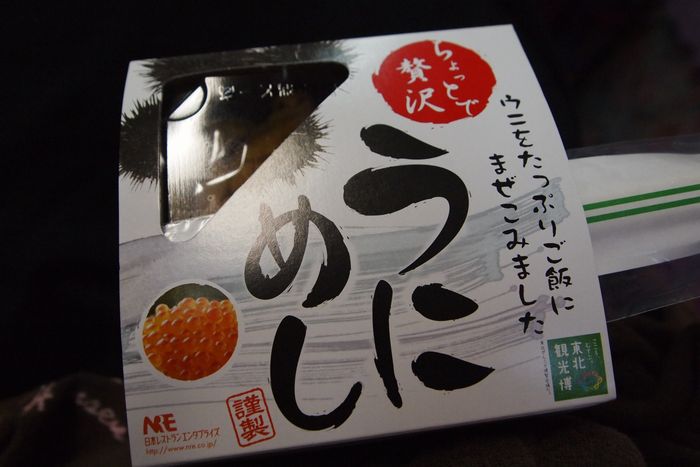 ちょっとで
贅沢
ウニをたっぷりご飯に
まぜこみました
うに
めし
謹製
NRE
日本レストランエンタプライズ
http://www.nre.co.jp/
東北
観光博